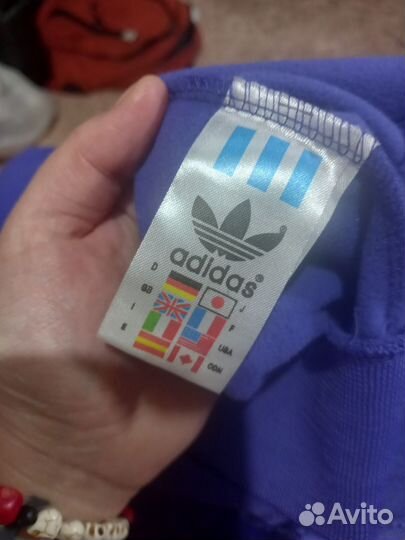 adidas®
D J
GB F
I USA
E CDN
Avito